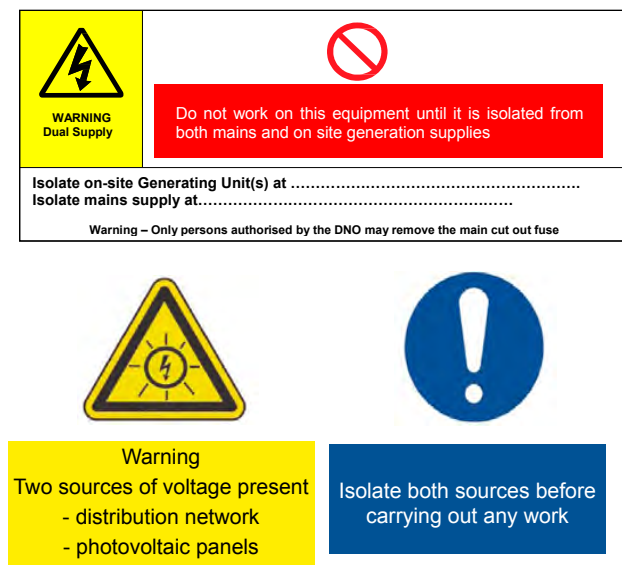 WARNING
Dual Supply
Do not work on this equipment until it is isolated from
both mains and on site generation supplies
Isolate on-site Generating Unit(s) at ………………………………………………….
Isolate mains supply at………………………………………………………
Warning – Only persons authorised by the DNO may remove the main cut out fuse
Warning
Two sources of voltage present
- distribution network
- photovoltaic panels
Isolate both sources before
carrying out any work